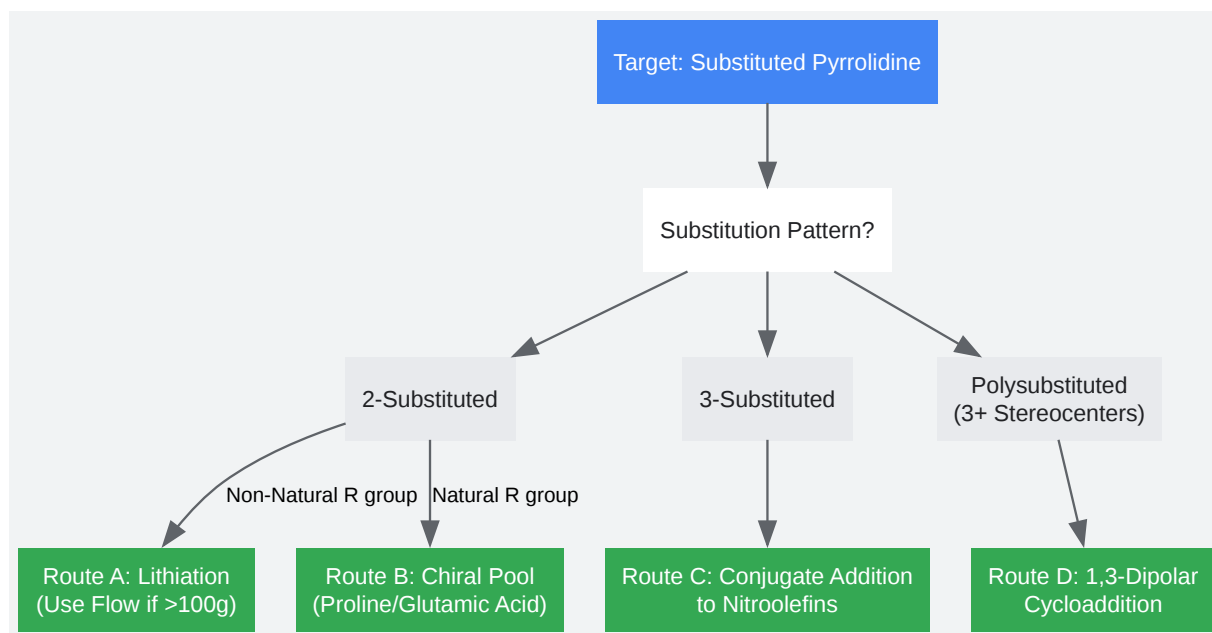 Target: Substituted Pyrrolidine
Substitution Pattern?
2-Substituted
3-Substituted
Polysubstituted
(3+ Stereocenters)
Non-Natural R group
Natural R group
Route A: Lithiation
(Use Flow if >100g)
Route B: Chiral Pool
(Proline/Glutamic Acid)
Route C: Conjugate Addition
to Nitroolefins
Route D: 1,3-Dipolar
Cycloaddition